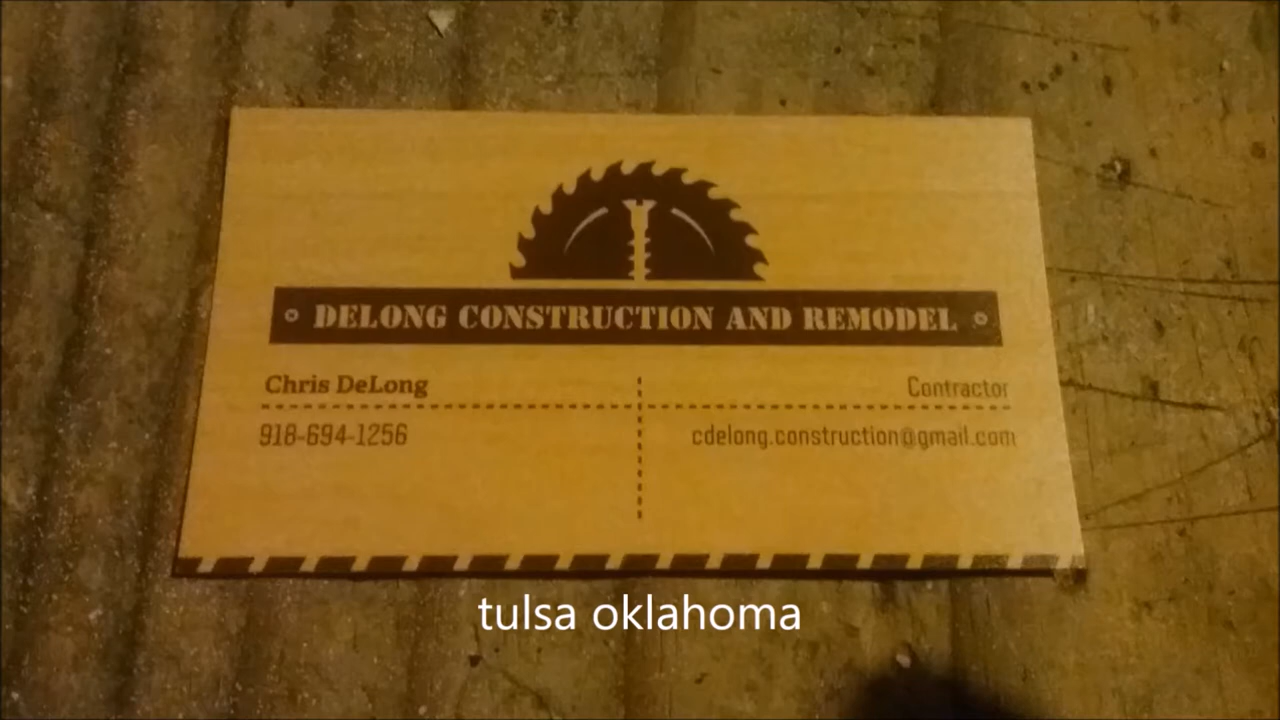 DELONG CONSTRUCTION AND REMODEL
Chris DeLong
Contractor
918-694-1256
cdelong.construction@gmail.com
tulsa oklahoma